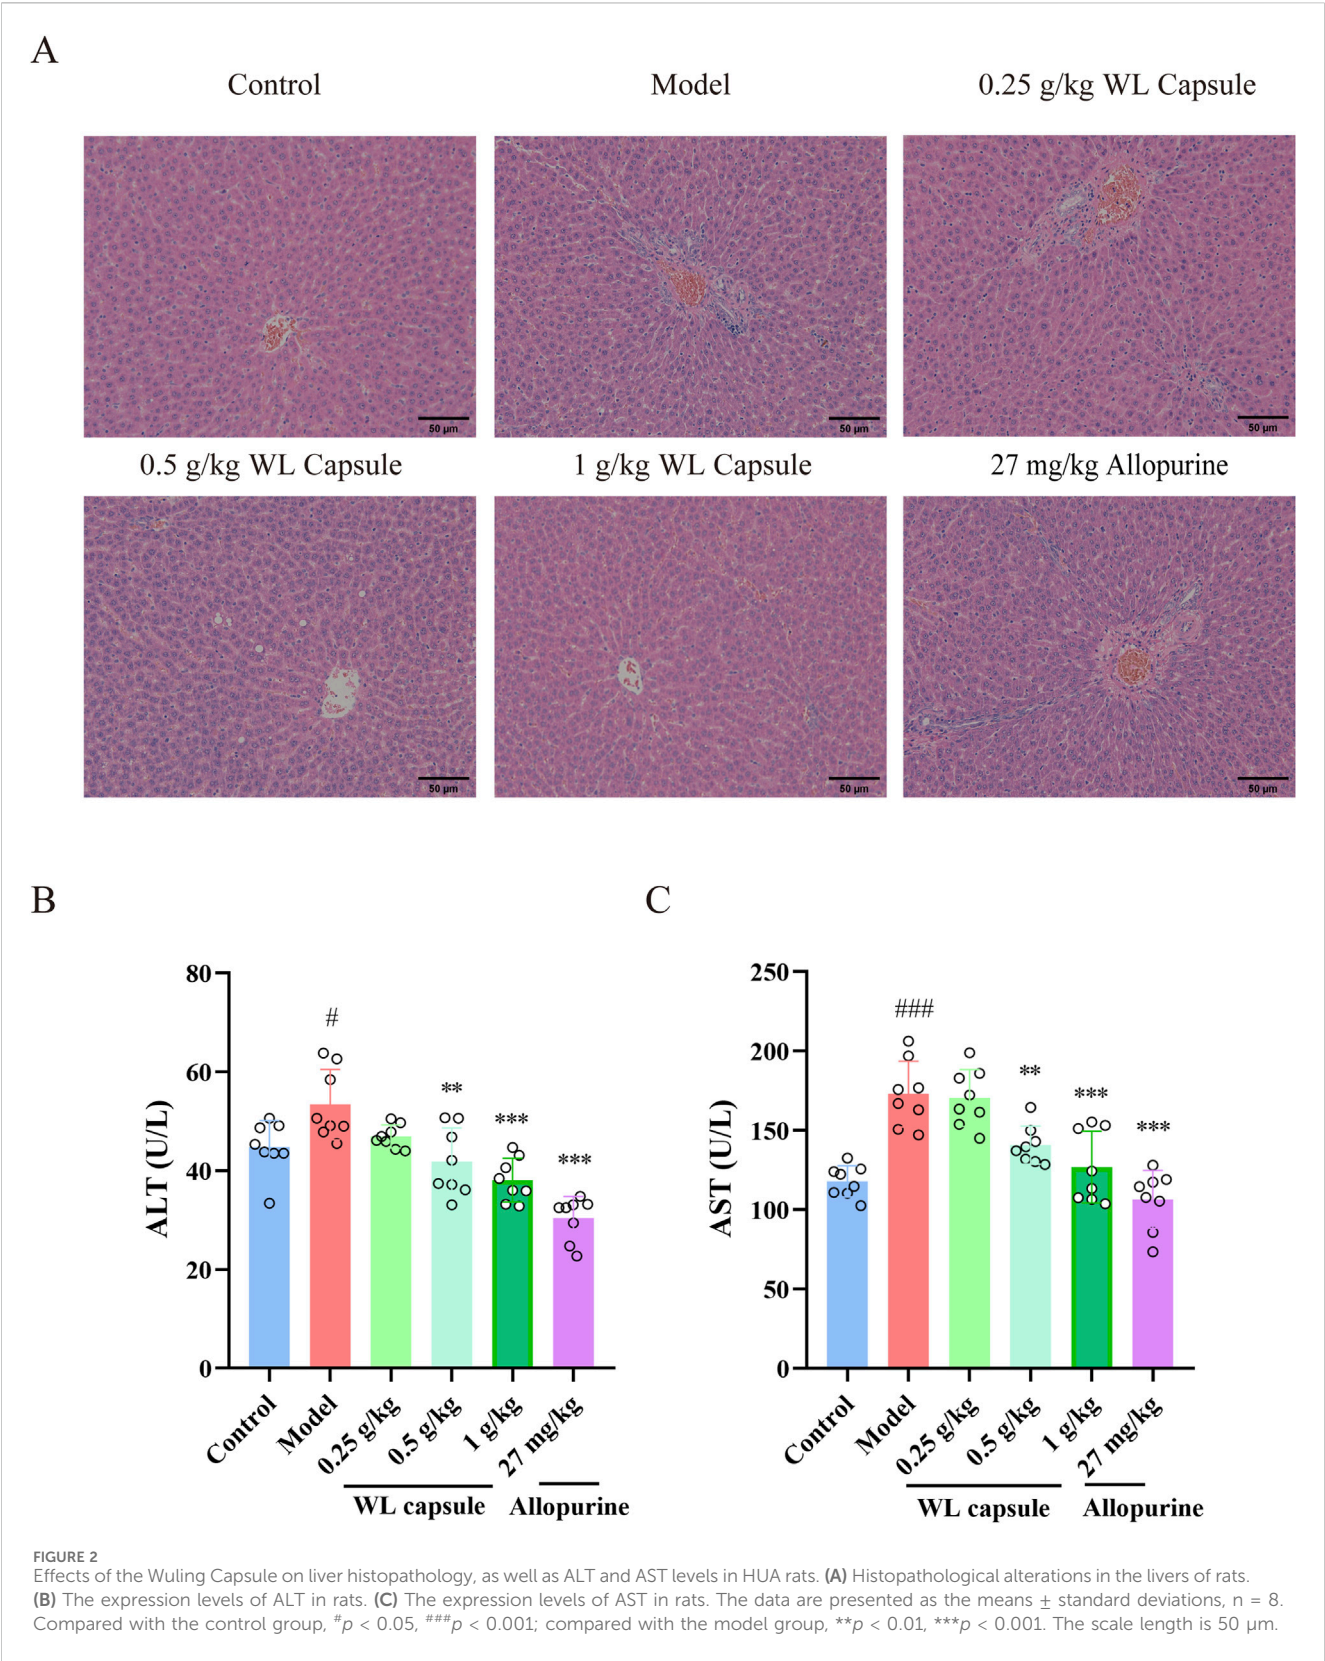 A
Control
Model
0.25 g/kg WL Capsule
50 μm
50 μm
50 μm
0.5 g/kg WL Capsule
1 g/kg WL Capsule
27 mg/kg Allopurine
50 μm
50 μm
50 μm
B
80
60
40
20
0
ALT (U/L)
#
**
***
***
Control
Model
0.25 g/kg
0.5 g/kg
1 g/kg
27 mg/kg
WL capsule
Allopurine
C
250
200
150
100
50
0
AST (U/L)
###
**
***
***
Control
Model
0.25 g/kg
0.5 g/kg
1 g/kg
27 mg/kg
WL capsule
Allopurine
FIGURE 2
Effects of the Wuling Capsule on liver histopathology, as well as ALT and AST levels in HUA rats. (A) Histopathological alterations in the livers of rats.
(B) The expression levels of ALT in rats. (C) The expression levels of AST in rats. The data are presented as the means ± standard deviations, n = 8.
Compared with the control group, #p < 0.05, ###p < 0.001; compared with the model group, **p < 0.01, ***p < 0.001. The scale length is 50 μm.